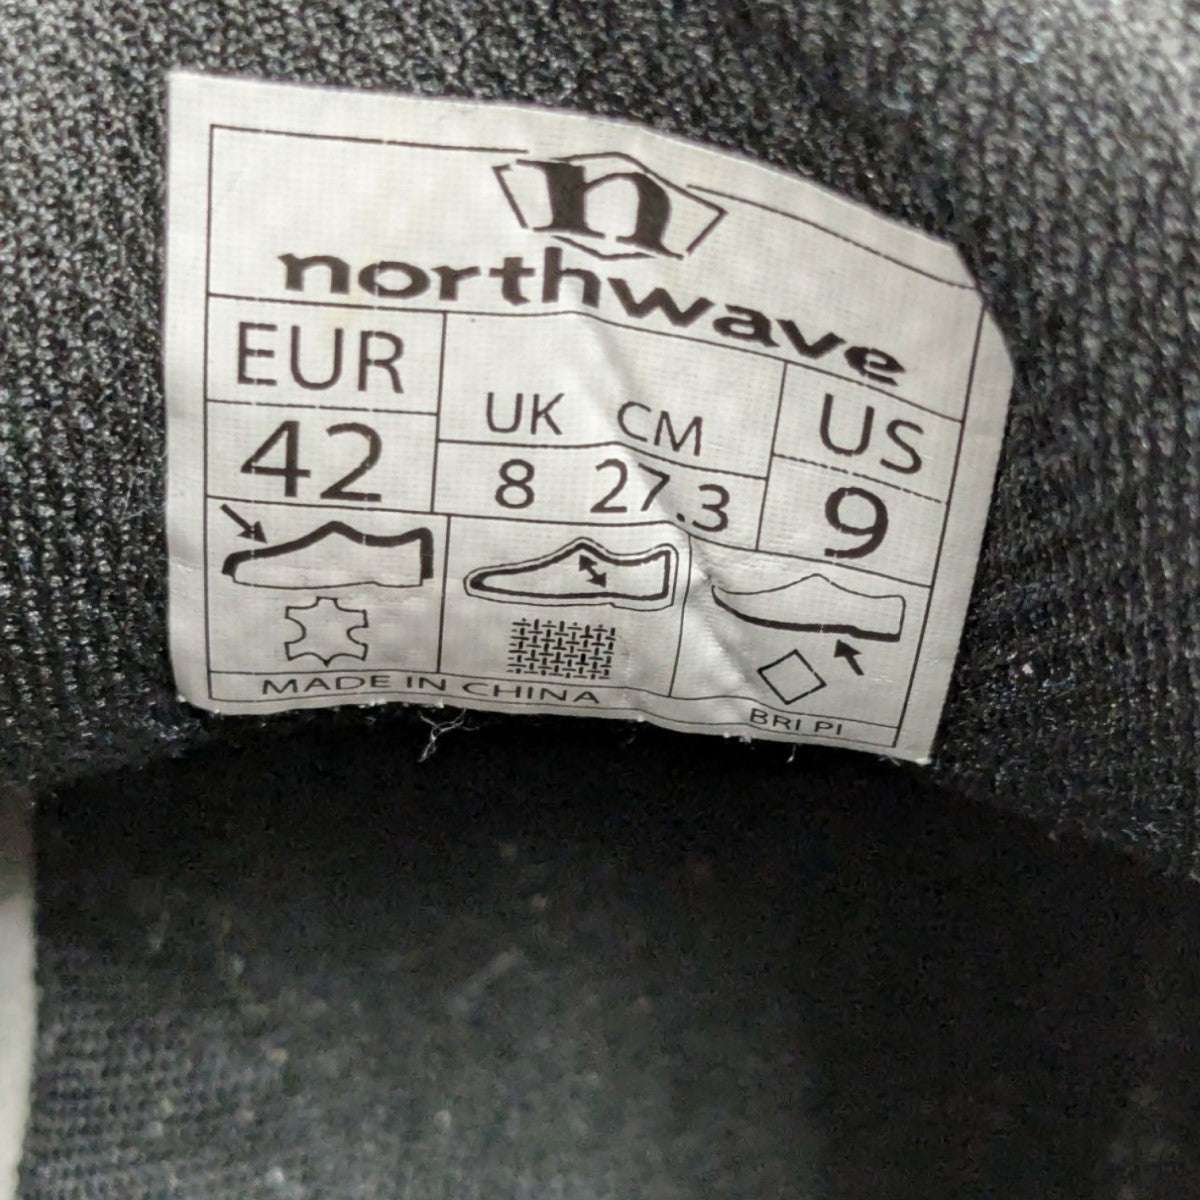 n
northwave
EUR UK CM US
42 8 27.3 9
MADE IN CHINA BRI PI